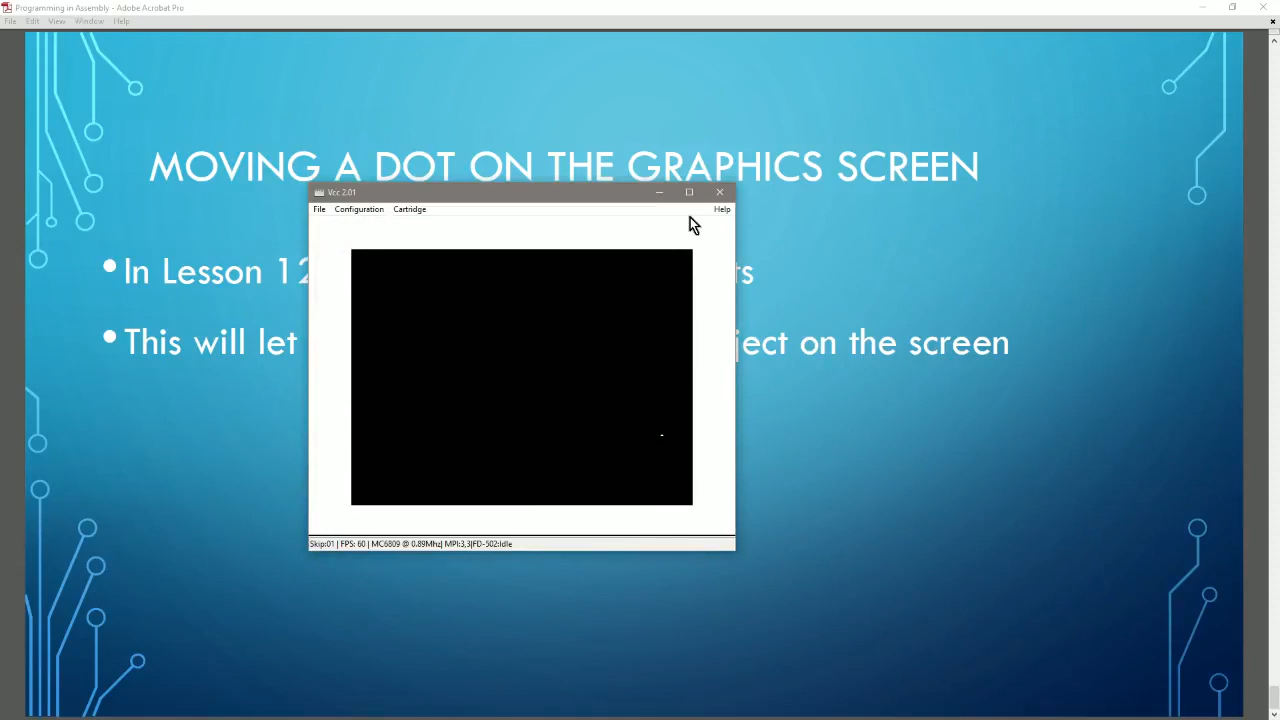 Programming in Assembly - Adobe Acrobat Pro
File Edit View Window Help
MOVING A DOT ON THE GRAPHICS SCREEN
Vcc 2.01
File Configuration Cartridge Help
• In Lesson 12
• This will let on the screen
Skip:01 | FPS: 60 | MC6809 @ 0.89Mhz| MPI:3,3|FD-502:Idle